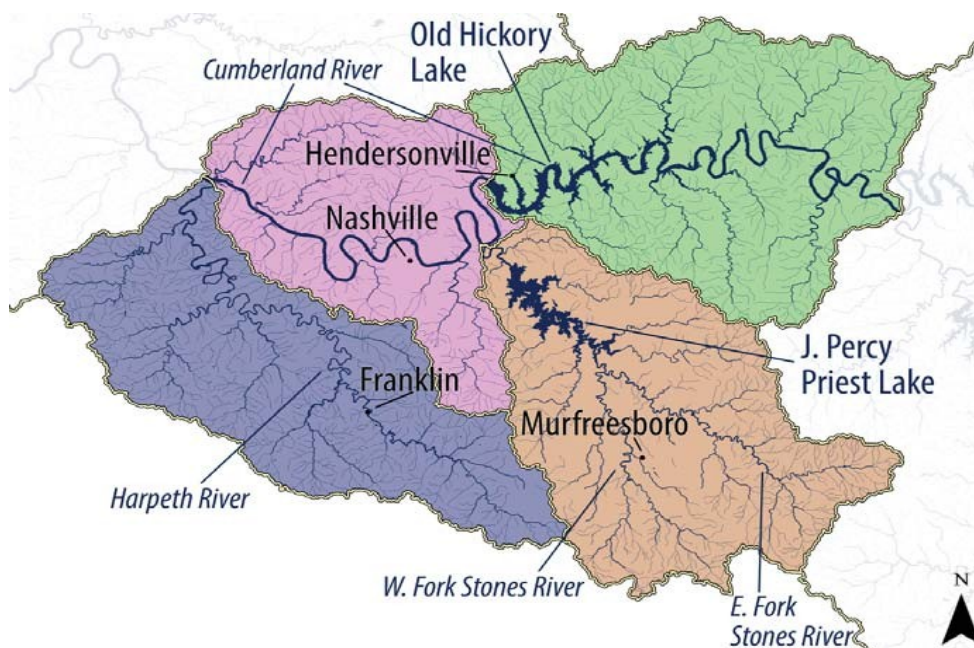 Old Hickory
Lake
Cumberland River
Hendersonville
Nashville
J. Percy
Priest Lake
Franklin
Murfreesboro
Harpeth River
W. Fork Stones River
E. Fork
Stones River
N